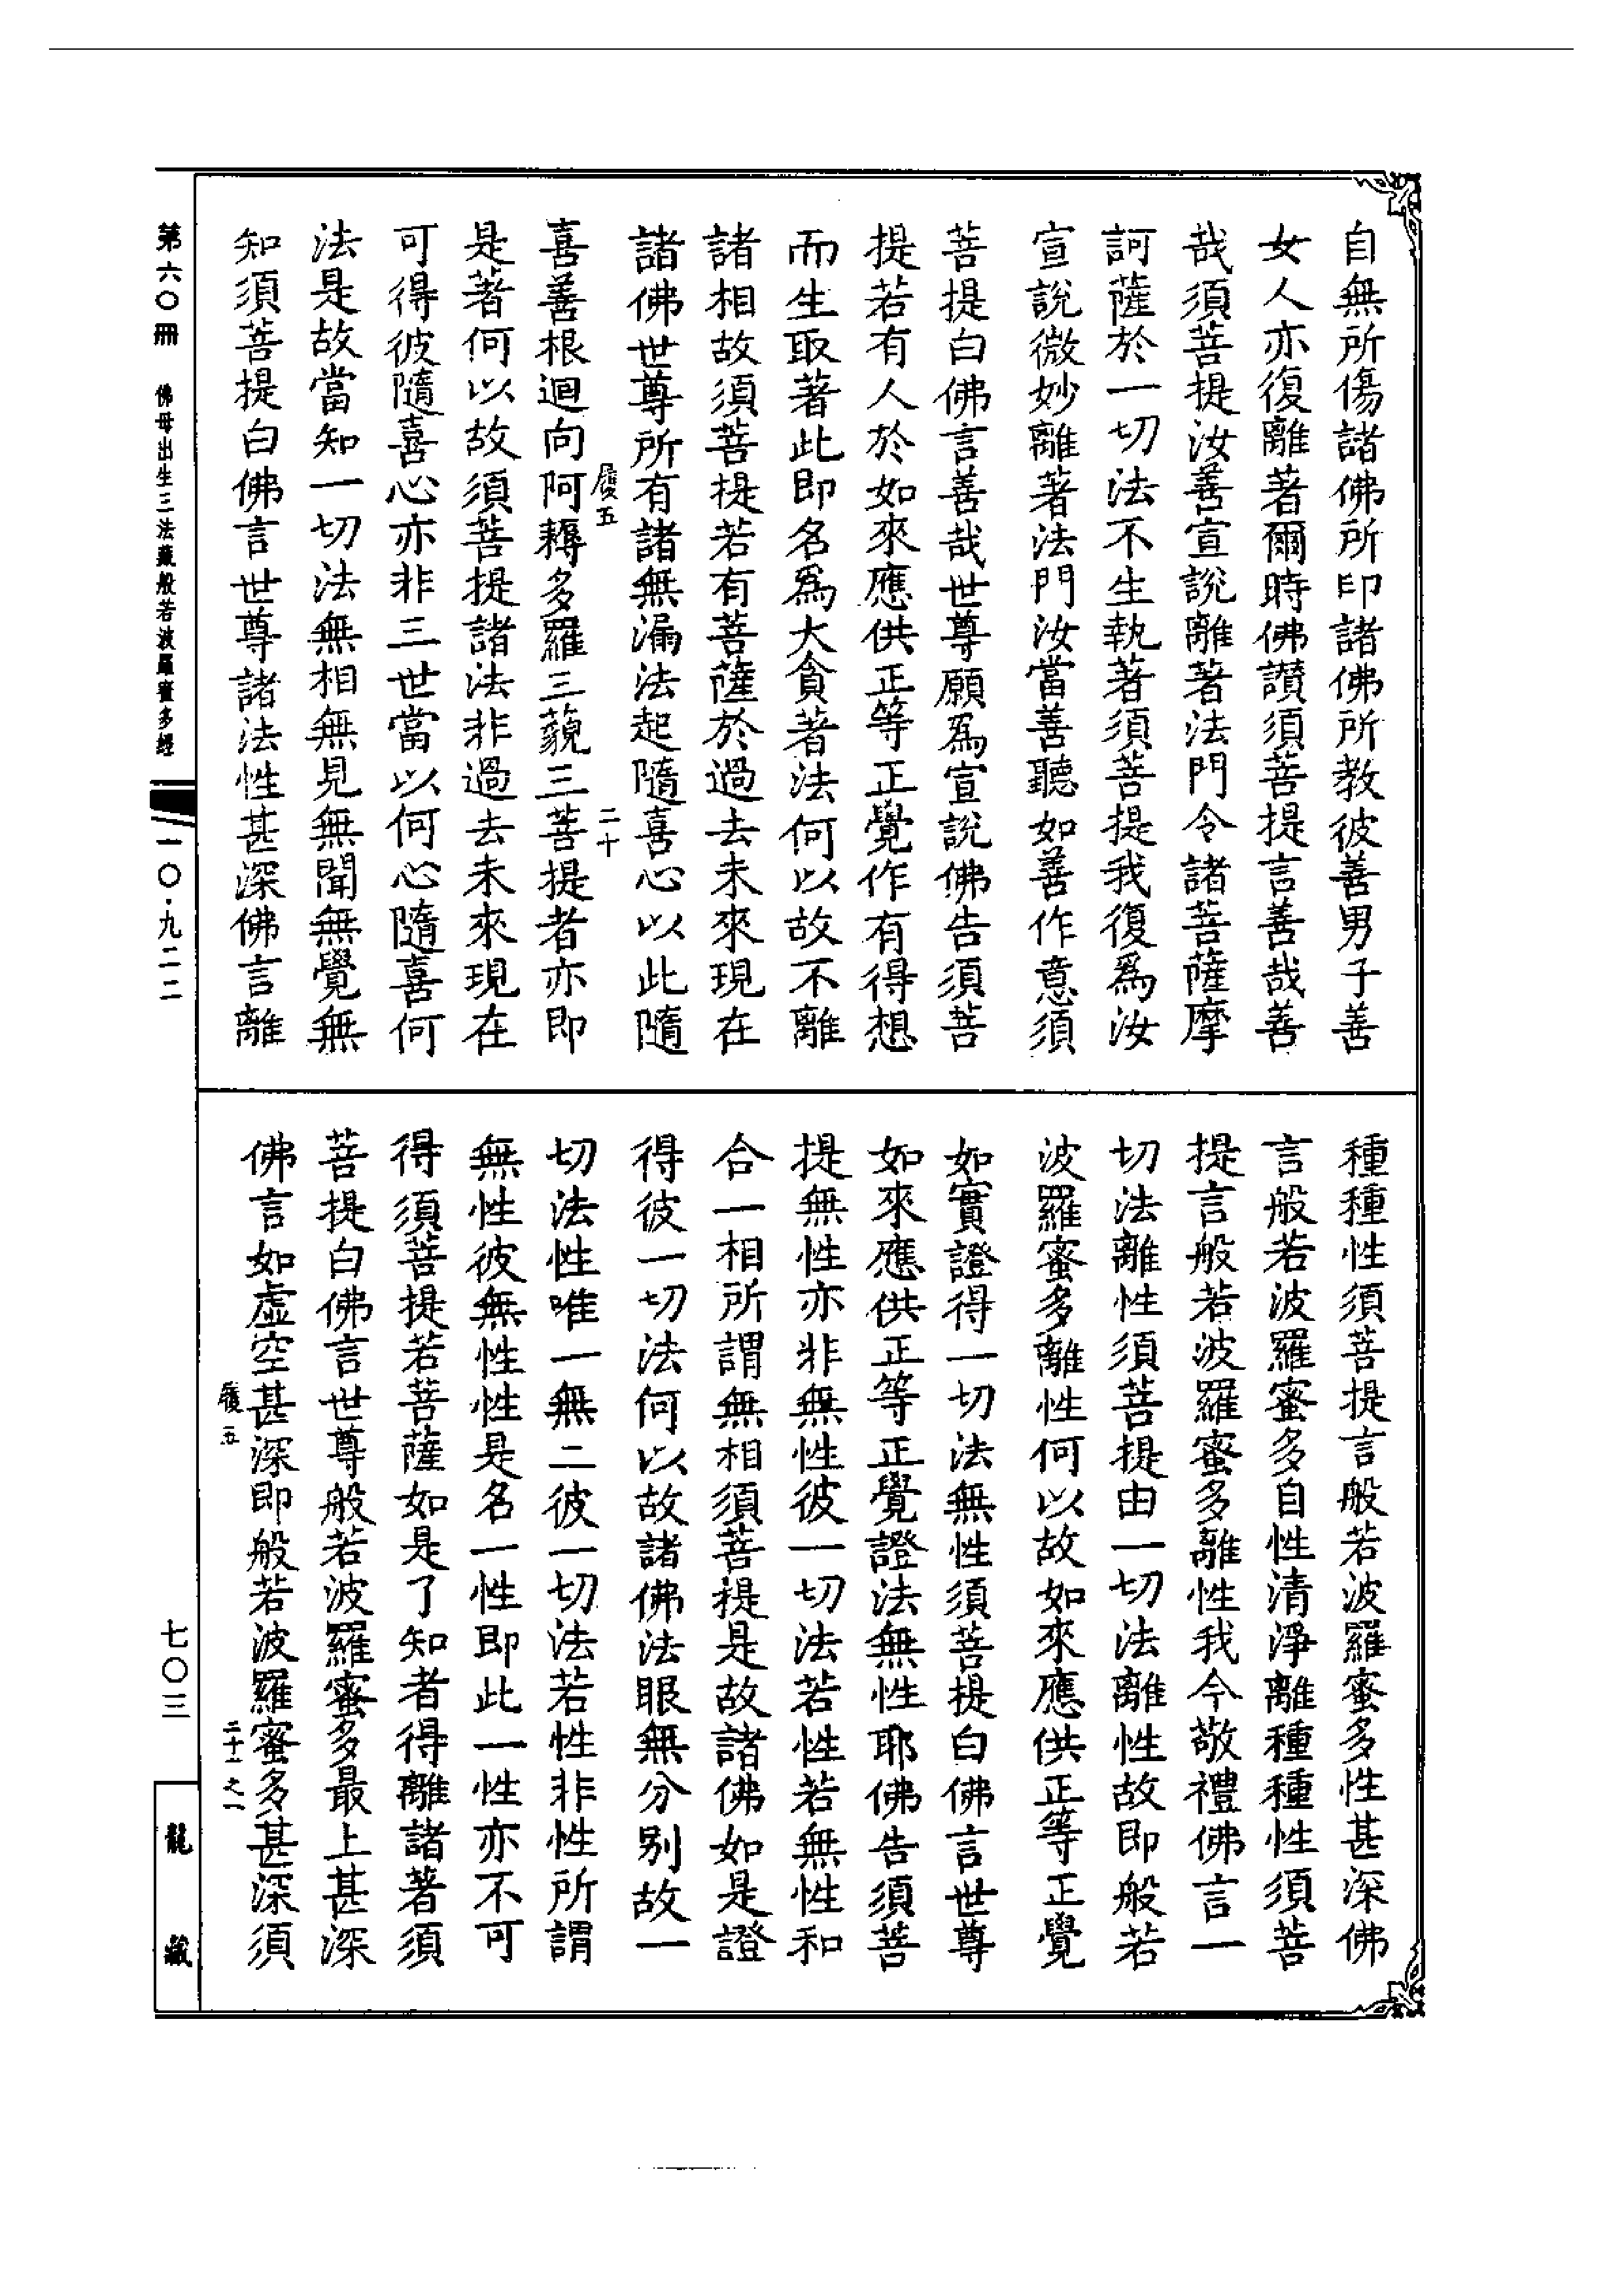 自無所傷諸佛所印諸佛所教彼善男子善
女人亦復離著爾時佛讚須菩提言善哉善
哉須菩提汝善宣說離著法門令諸菩薩摩
訶薩於一切法不生執著須菩提我復爲汝
宣說微妙離著法門汝當善聽如善作意須
菩提白佛言善哉世尊願爲宣說佛告須菩
提若有人於如來應供正等正覺作有得想
而生取著此即名爲大貪著法何以故不離
諸相故須菩提若有菩薩於過去未來現在
諸佛世尊所有諸無漏法起隨喜心以此隨
履五 二十
喜善根迴向阿耨多羅三藐三菩提者亦即
是著何以故須菩提諸法非過去未來現在
可得彼隨喜心亦非三世當以何心隨喜何
法是故當知一切法無相無見無聞無覺無
知須菩提白佛言世尊諸法性甚深佛言離
種種性須菩提言般若波羅蜜多性甚深佛
言般若波羅蜜多自性清淨離種種性須菩
提言般若波羅蜜多離性我今敬禮佛言一
切法離性須菩提由一切法離性故即般若
波羅蜜多離性何以故如來應供正等正覺
如實證得一切法無性須菩提白佛言世尊
如來應供正等正覺證法無性耶佛告須菩
提無性亦非無性彼一切法若性若無性和
合一相所謂無相須菩提是故諸佛如是證
得彼一切法何以故諸佛法眼無分別故一
切法性唯一無二彼一切法若性非性所謂
無性彼無性性是名一性即此一性亦不可
得須菩提若菩薩如是了知者得離諸著須
菩提白佛言世尊般若波羅蜜多最上甚深
佛言如虛空甚深即般若波羅蜜多甚深須
履五 二十一之一
第六〇冊 佛母出生三法藏般若波羅蜜多經
一〇·九二二
七〇三
龍藏